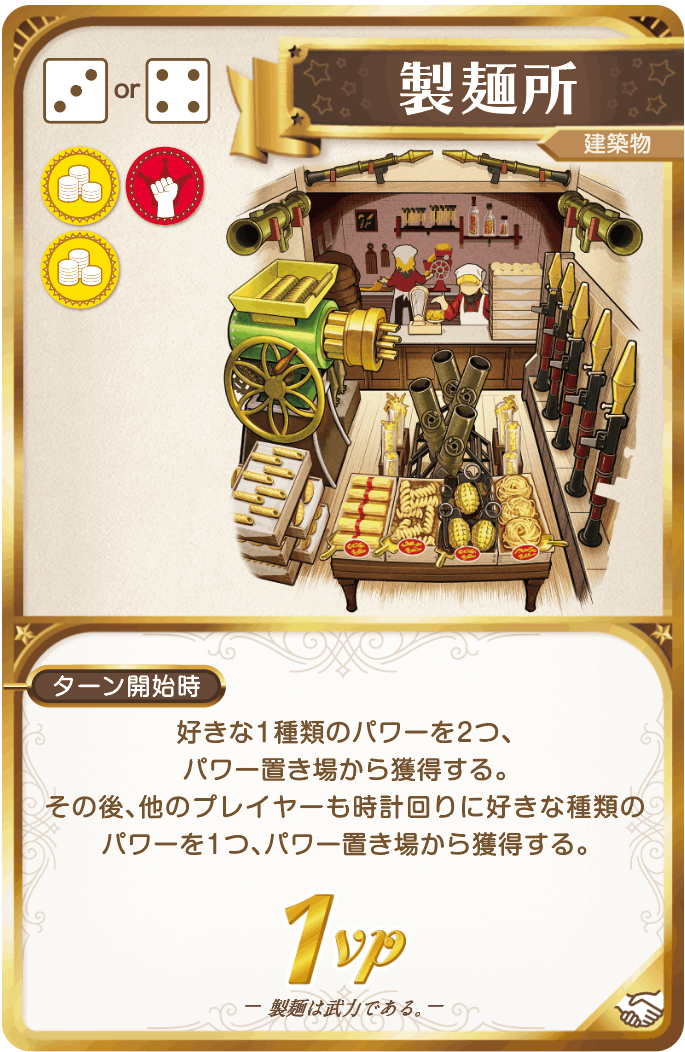 or
製麺所
建築物
ターン開始時
好きな1種類のパワーを2つ、
パワー置き場から獲得する。
その後、他のプレイヤーも時計回りに好きな種類の
パワーを1つ、パワー置き場から獲得する。
1vp
― 製麺は武力である。―